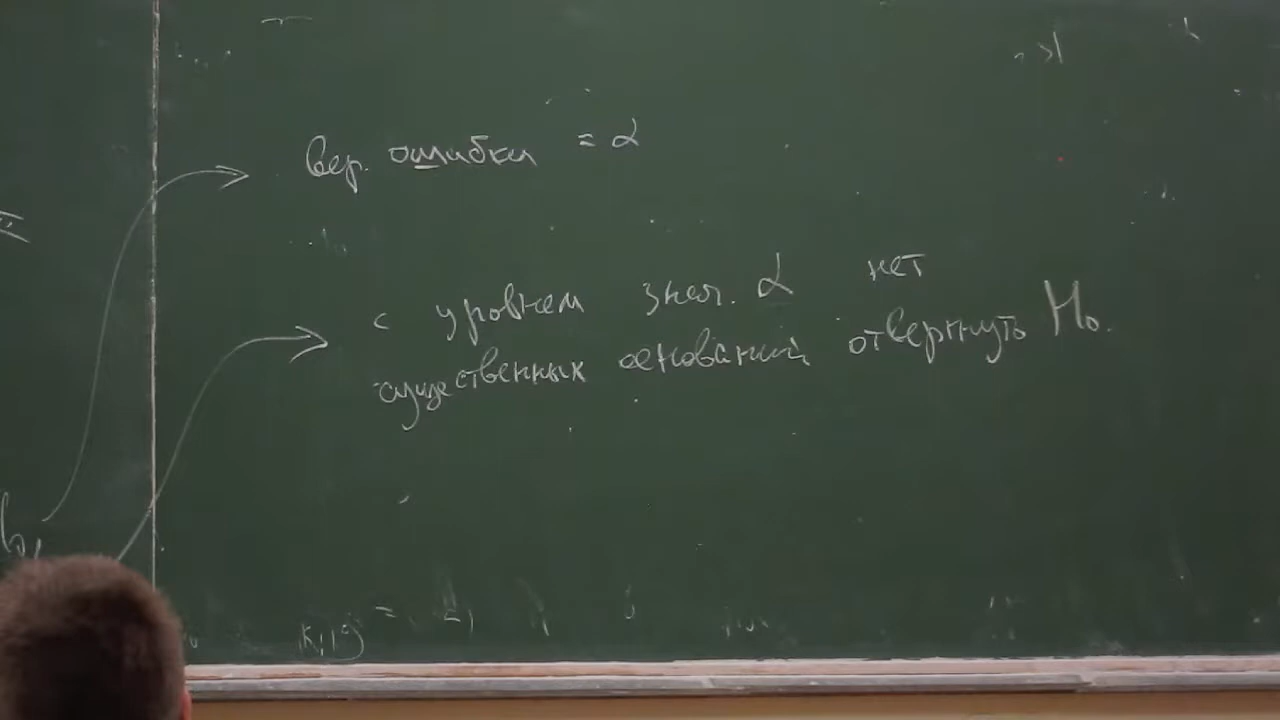 вер. ошибки = α
с уровнем знач. α нет
существенных оснований отвергнуть H₀.